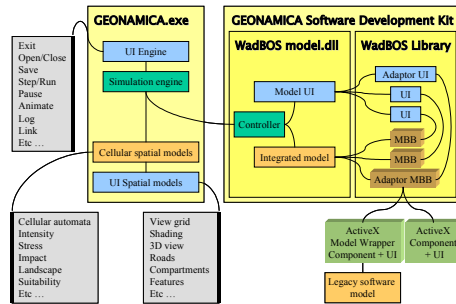 GEONAMICA.exe
GEONAMICA Software Development Kit
Exit
Open/Close
Save
Step/Run
Pause
Animate
Log
Link
Etc ...
UI Engine
Simulation engine
Cellular spatial models
UI Spatial models
WadBOS model.dll
WadBOS Library
Model UI
Controller
Integrated model
Adaptor UI
UI
UI
MBB
MBB
Adaptor MBB
Cellular automata
Intensity
Stress
Impact
Landscape
Suitability
Etc ...
View grid
Shading
3D view
Roads
Compartments
Features
Etc ...
ActiveX
Model Wrapper
Component + UI
ActiveX
Component
+ UI
Legacy software
model